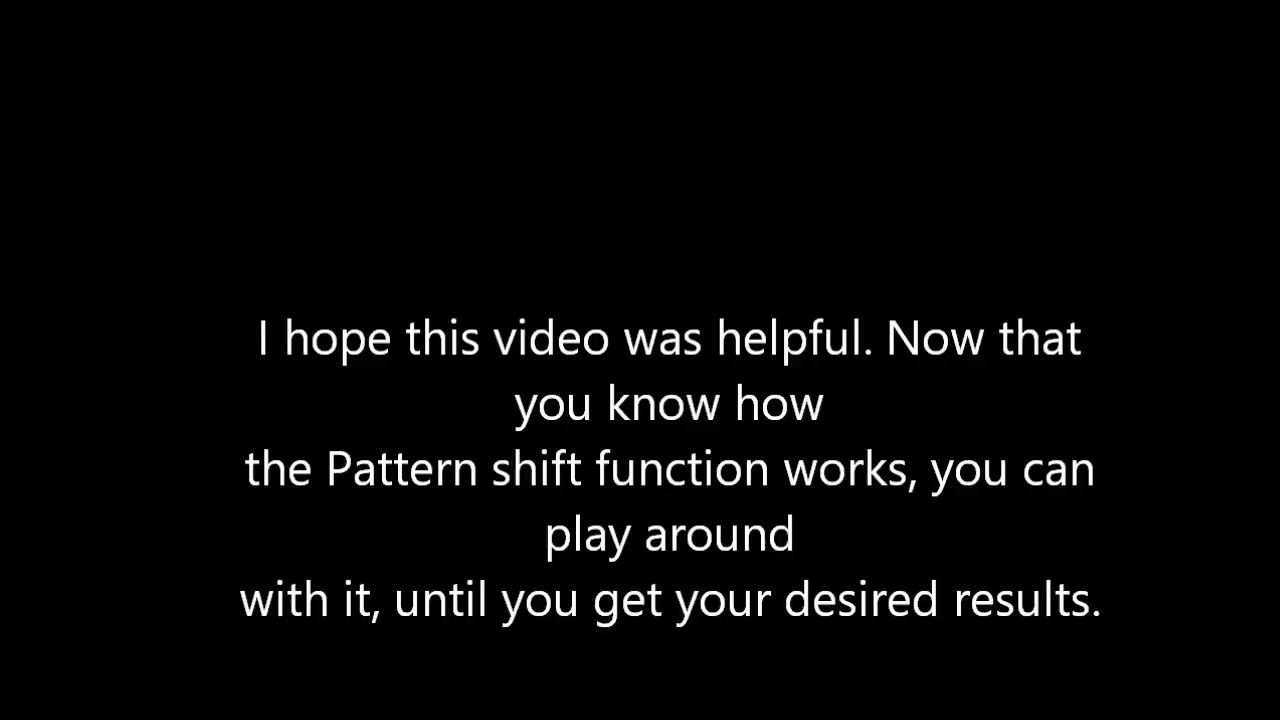 I hope this video was helpful. Now that
you know how
the Pattern shift function works, you can
play around
with it, until you get your desired results.